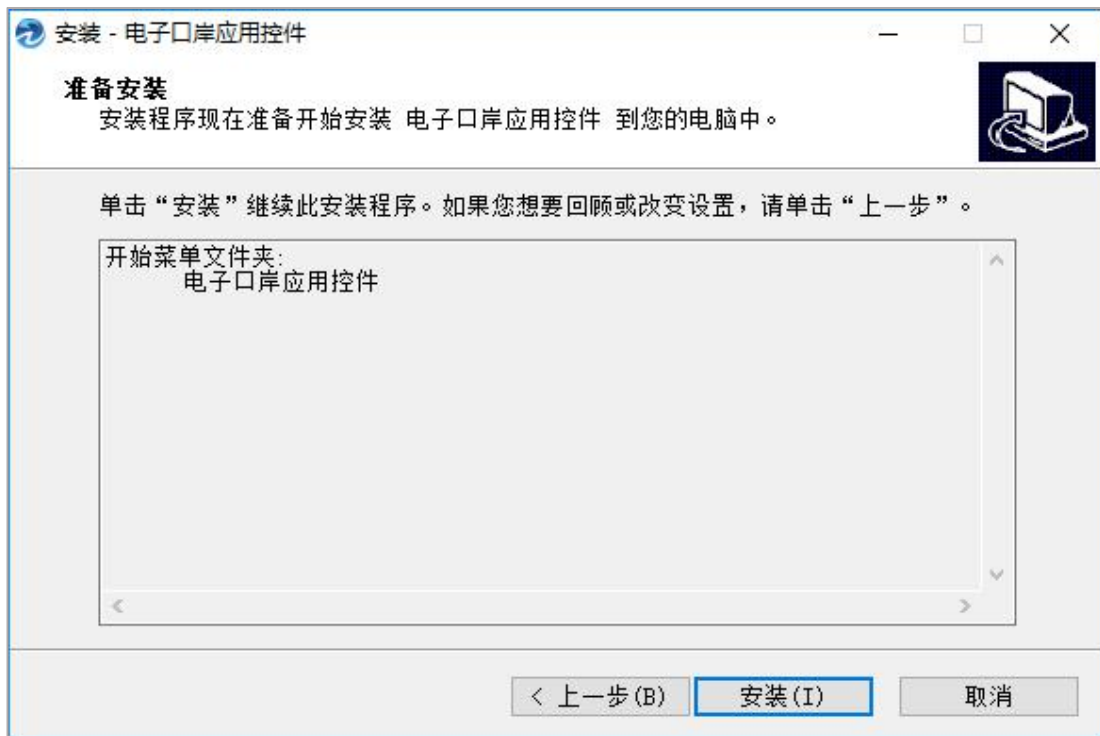 安装 - 电子口岸应用控件
准备安装
安装程序现在准备开始安装 电子口岸应用控件 到您的电脑中。
单击“安装”继续此安装程序。如果您想要回顾或改变设置，请单击“上一步”。
开始菜单文件夹:
电子口岸应用控件
< 上一步(B)
安装(I)
取消